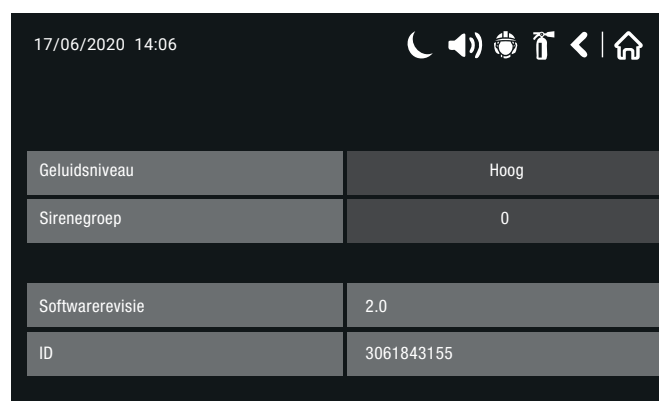 17/06/2020 14:06
Geluidsniveau Hoog
Sirenegroep 0
Softwarerevisie 2.0
ID 3061843155